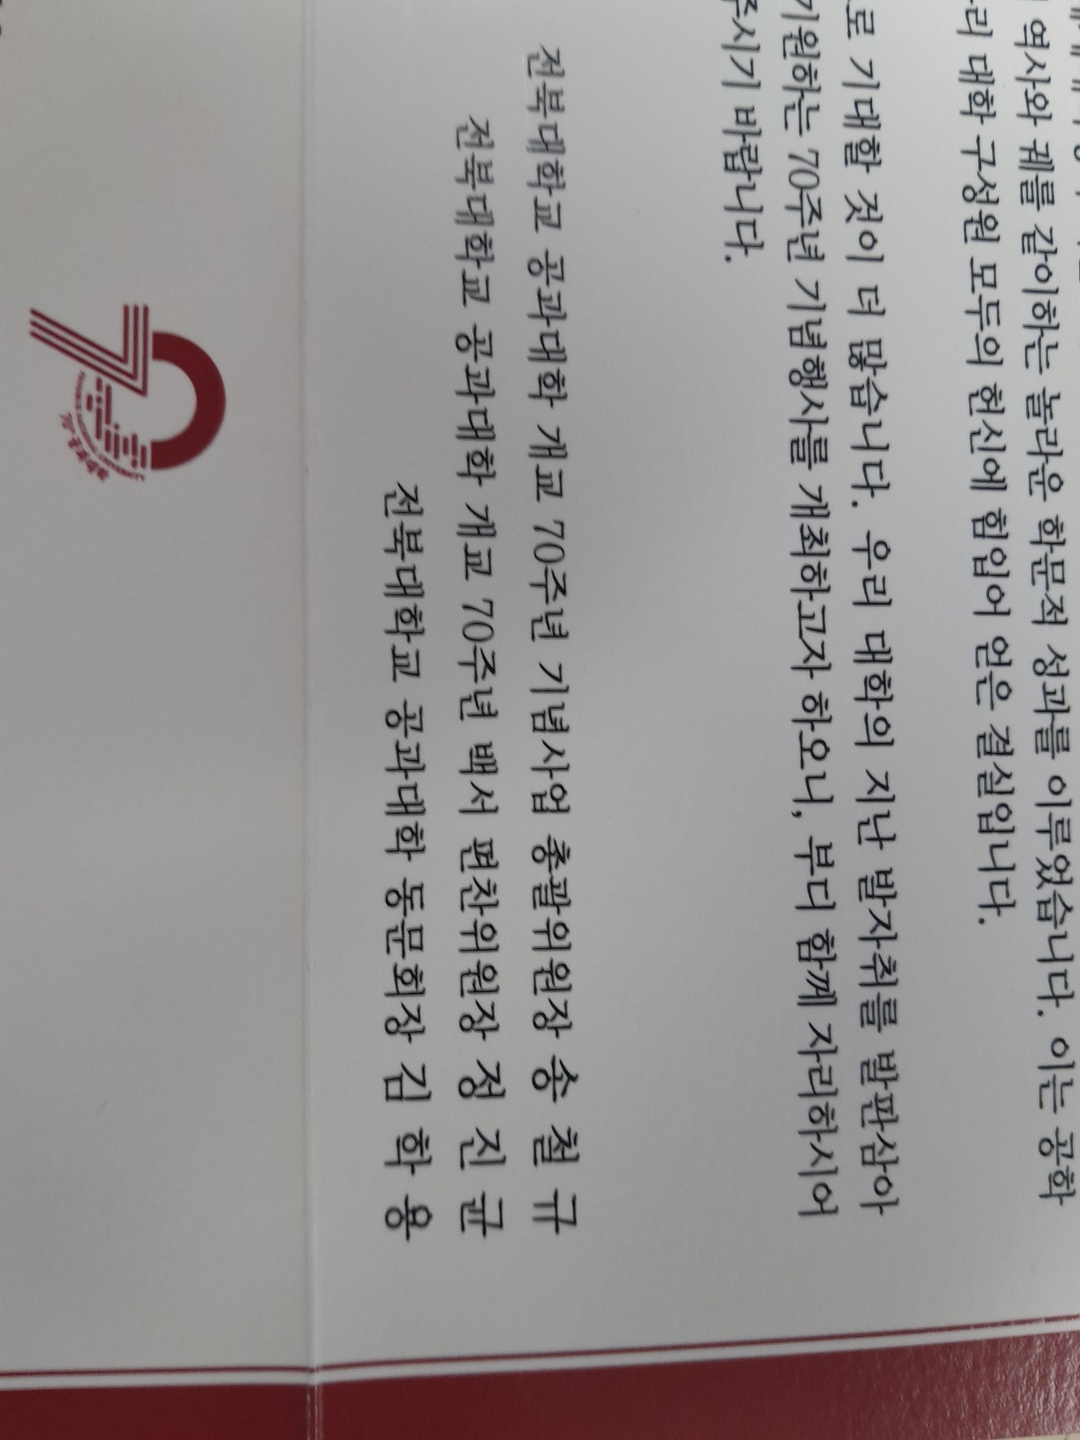 역사와 궤를 같이하는 놀라운 학문적 성과를 이루었습니다. 이는 공학
대학 구성원 모두의 헌신에 힘입어 얻은 결실입니다.
기대할 것이 더 많습니다. 우리 대학의 지난 발자취를 발판삼아
기원하는 70주년 기념행사를 개최하고자 하오니, 부디 함께 자리하시어
주시기 바랍니다.
전북대학교 공과대학 개교 70주년 기념사업 총괄위원장 송 철 규
전북대학교 공과대학 개교 70주년 백서 편찬위원장 정 진 균
전북대학교 공과대학 동문회장 김 학 용
70